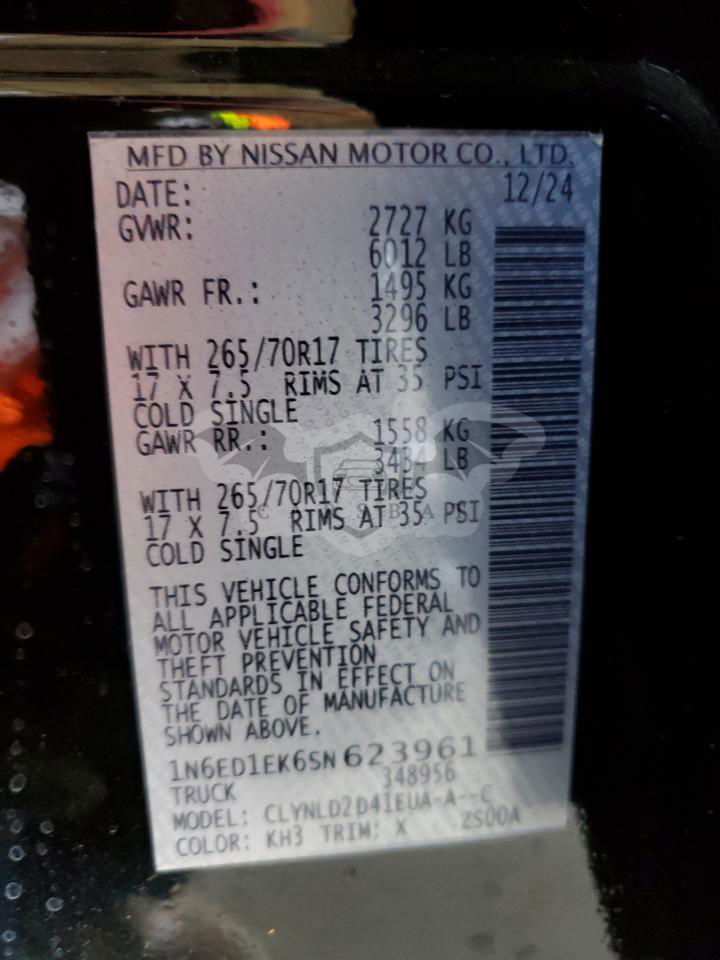 MFD BY NISSAN MOTOR CO., LTD.
DATE: 12/24
GVWR: 2727 KG
6012 LB
GAWR FR.: 1495 KG
3296 LB
WITH 265/70R17 TIRES
17 X 7.5 RIMS AT 35 PSI
COLD SINGLE
GAWR RR.: 1558 KG
3434 LB
WITH 265/70R17 TIRES
17 X 7.5 RIMS AT 35 PSI
COLD SINGLE
THIS VEHICLE CONFORMS TO
ALL APPLICABLE FEDERAL
MOTOR VEHICLE SAFETY AND
THEFT PREVENTION
STANDARDS IN EFFECT ON
THE DATE OF MANUFACTURE
SHOWN ABOVE.
1N6ED1EK6SN623961
TRUCK 348956
MODEL: CLYNLD2D41EUA-A--C
COLOR: KH3 TRIM: X ZS00A